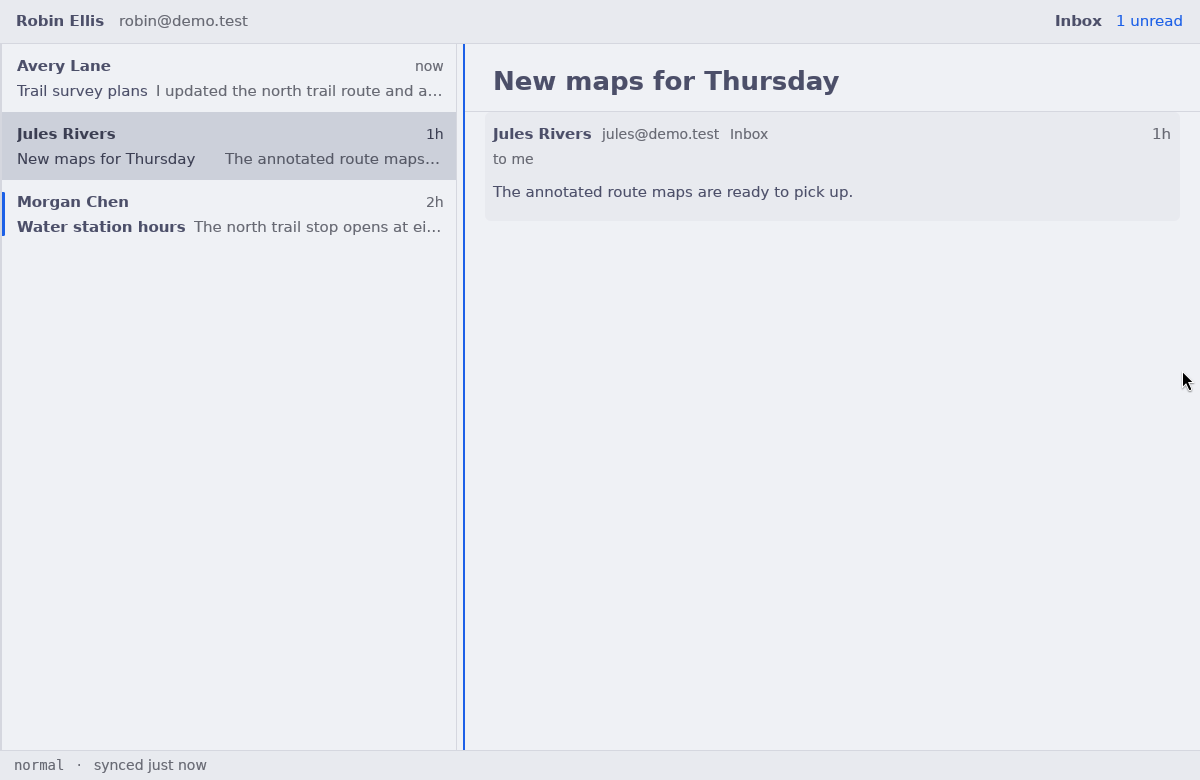 Robin Ellis robin@demo.test Inbox 1 unread
Avery Lane now
Trail survey plans I updated the north trail route and a…
Jules Rivers 1h
New maps for Thursday The annotated route maps…
Morgan Chen 2h
Water station hours The north trail stop opens at ei…
New maps for Thursday
Jules Rivers jules@demo.test Inbox 1h
to me
The annotated route maps are ready to pick up.
normal · synced just now